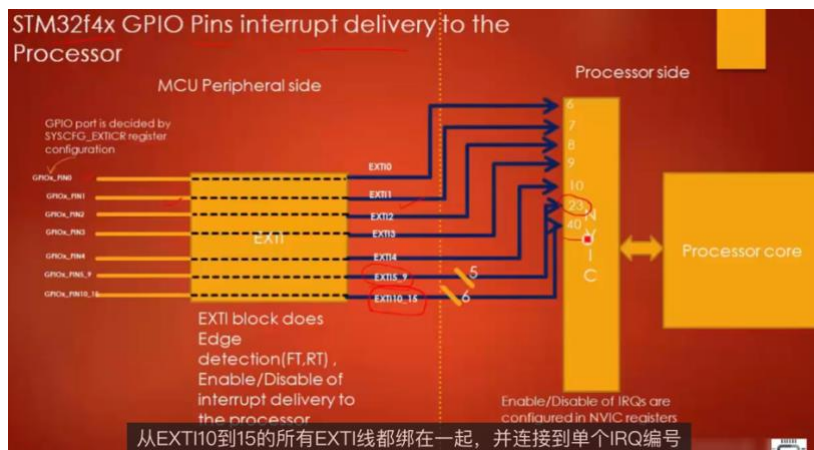 STM32f4x GPIO Pins interrupt delivery to the
Processor
MCU Peripheral side
Processor side
GPIO port is decided by
SYSCFG_EXTICR register
configuration
GPIOx_PIN0
GPIOx_PIN1
GPIOx_PIN2
GPIOx_PIN3
GPIOx_PIN4
GPIOx_PIN5_9
GPIOx_PIN10_15
EXTI
EXTI0
EXTI1
EXTI2
EXTI3
EXTI4
EXTI5_9
EXTI10_15
5
6
6
7
8
9
10
23
40
NVIC
Processor core
EXTI block does
Edge
detection(FT,RT) ,
Enable/Disable of
interrupt delivery to
the processor
Enable/Disable of IRQs are
configured in NVIC registers
从EXTI10到15的所有EXTI线都绑在一起，并连接到单个IRQ编号